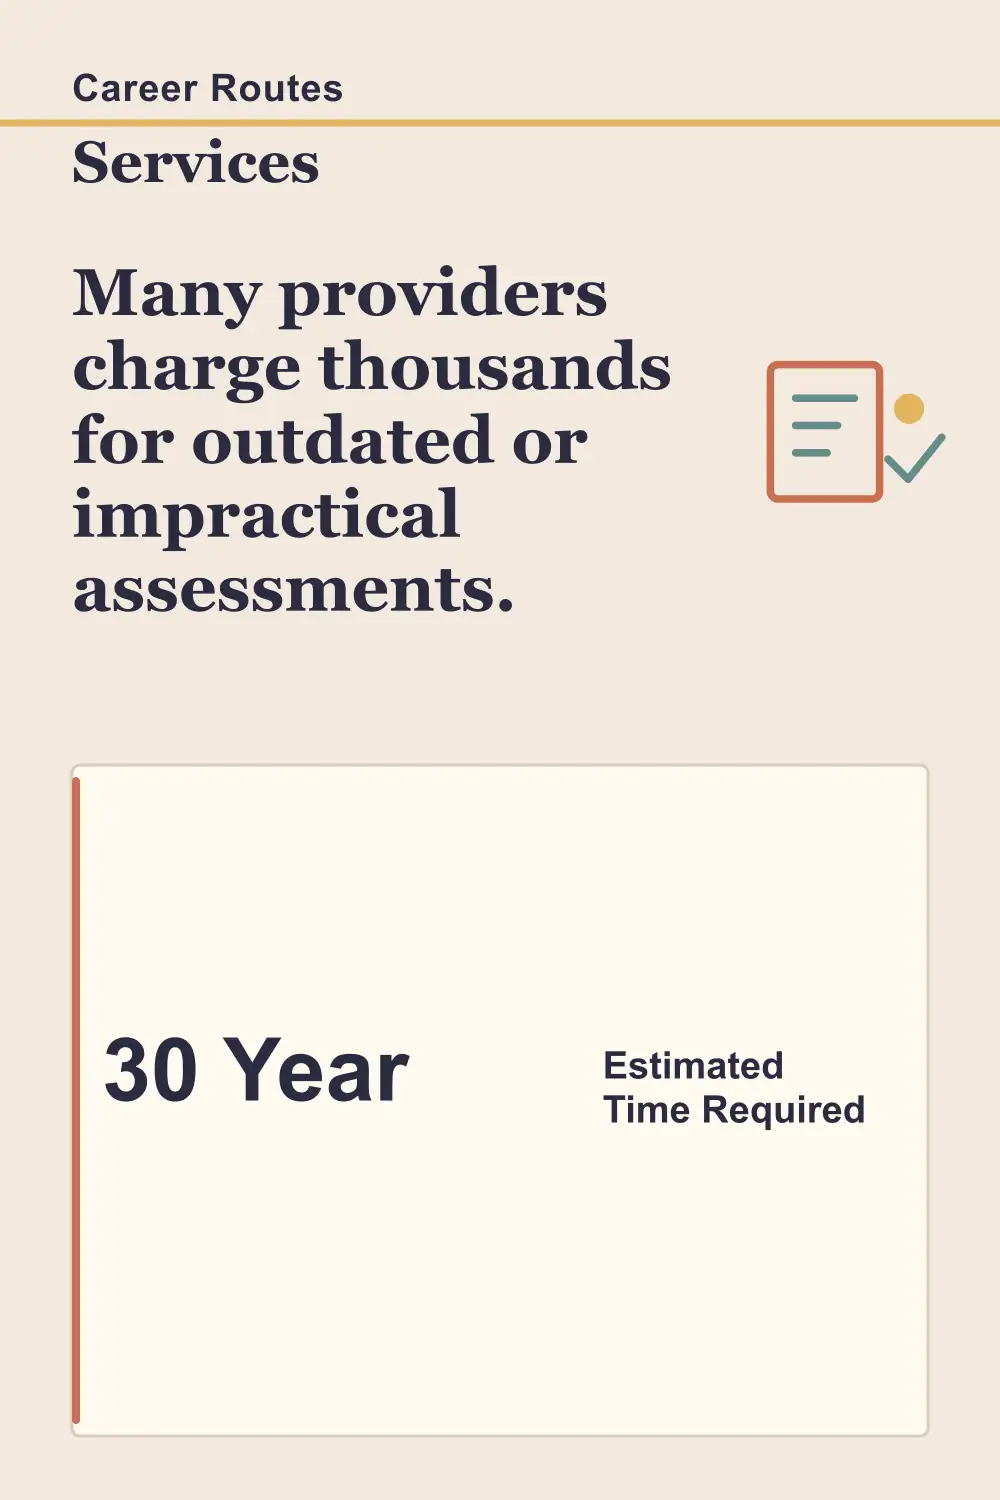 Career Routes
Services
Many providers
charge thousands
for outdated or
impractical
assessments.
30 Year
Estimated
Time Required